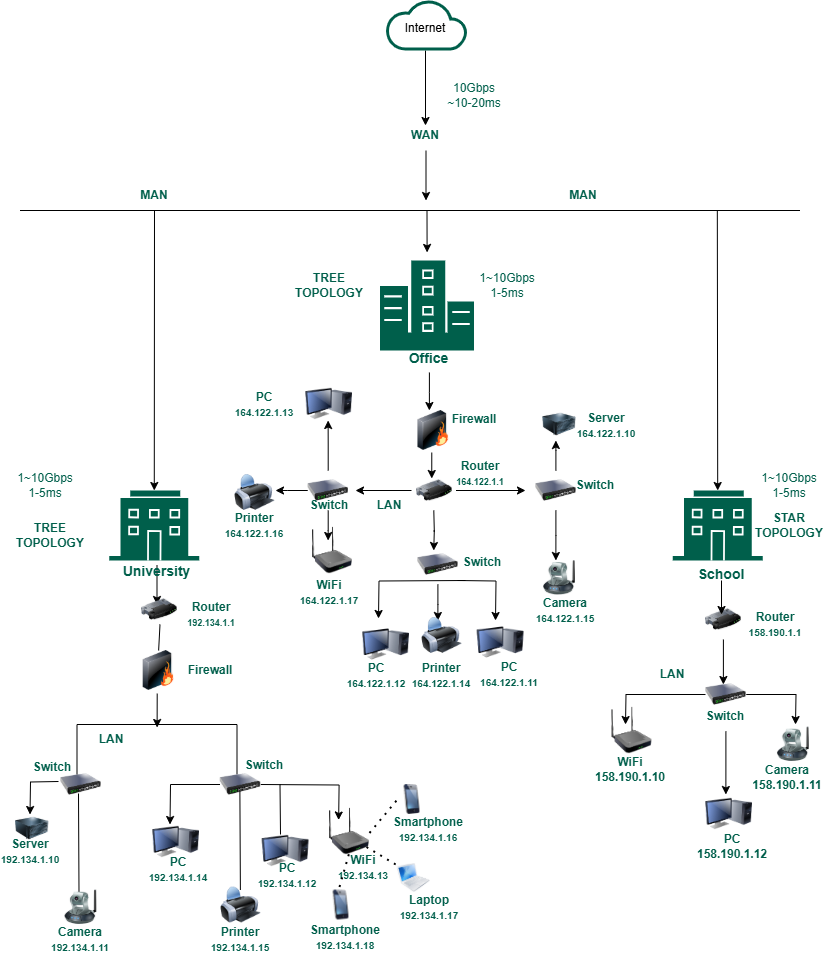 Internet
10Gbps
~10-20ms
WAN
MAN
MAN
TREE
TOPOLOGY
1~10Gbps
1-5ms
Office
PC
164.122.1.13
Firewall
Server
164.122.1.10
Router
164.122.1.1
Printer
164.122.1.16
Switch
LAN
Switch
WiFi
164.122.1.17
Switch
Camera
164.122.1.15
PC
164.122.1.12
Printer
164.122.1.14
PC
164.122.1.11
1~10Gbps
1-5ms
TREE
TOPOLOGY
University
Router
192.134.1.1
Firewall
LAN
Switch
Switch
Server
192.134.1.10
Camera
192.134.1.11
PC
192.134.1.14
Printer
192.134.1.15
PC
192.134.1.12
WiFi
192.134.13
Smartphone
192.134.1.16
Laptop
192.134.1.17
Smartphone
192.134.1.18
1~10Gbps
1-5ms
STAR
TOPOLOGY
School
Router
158.190.1.1
LAN
Switch
WiFi
158.190.1.10
Camera
158.190.1.11
PC
158.190.1.12